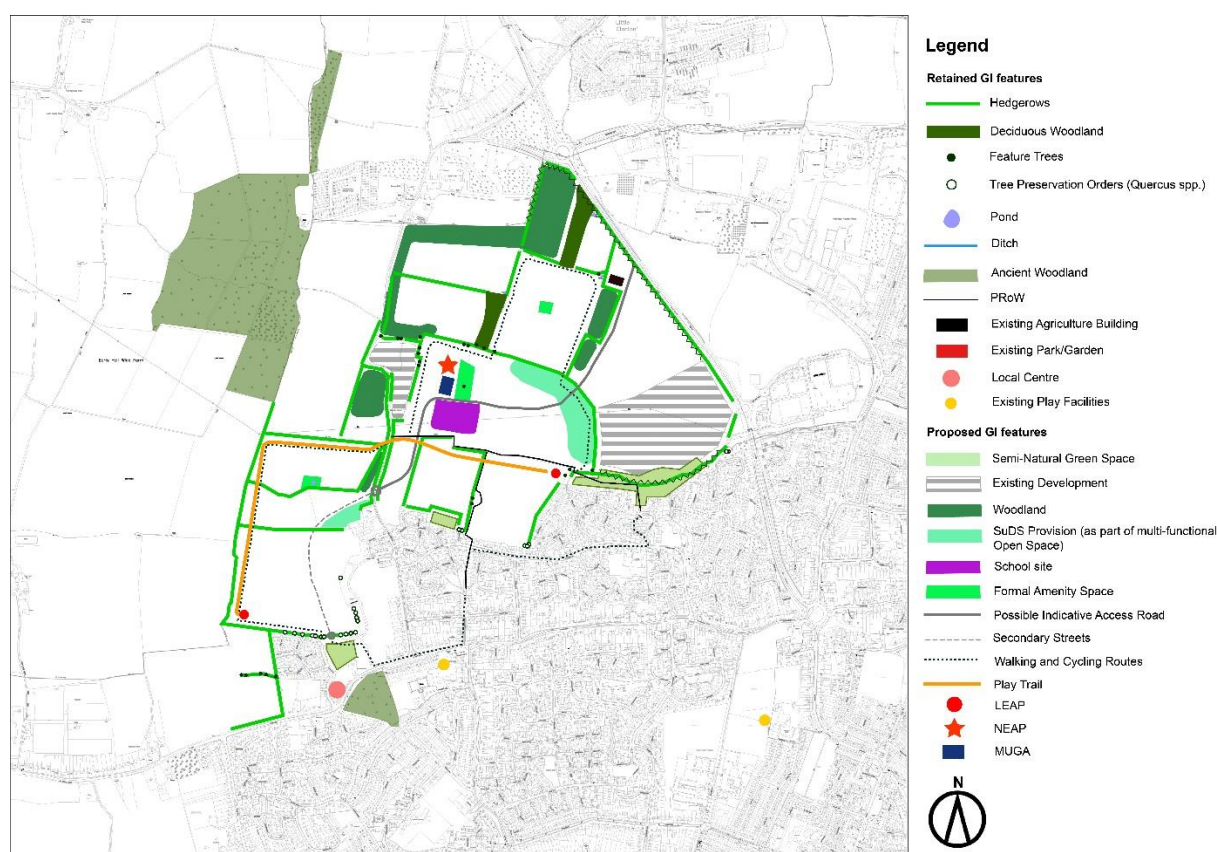 Little
Clacton
Legend
Retained GI features
Hedgerows
Deciduous Woodland
Feature Trees
Tree Preservation Orders (Quercus spp.)
Pond
Ditch
Ancient Woodland
PRoW
Existing Agriculture Building
Existing Park/Garden
Local Centre
Existing Play Facilities
Proposed GI features
Semi-Natural Green Space
Existing Development
Woodland
SuDS Provision (as part of multi-functional
Open Space)
School site
Formal Amenity Space
Possible Indicative Access Road
Secondary Streets
Walking and Cycling Routes
Play Trail
LEAP
NEAP
MUGA
N